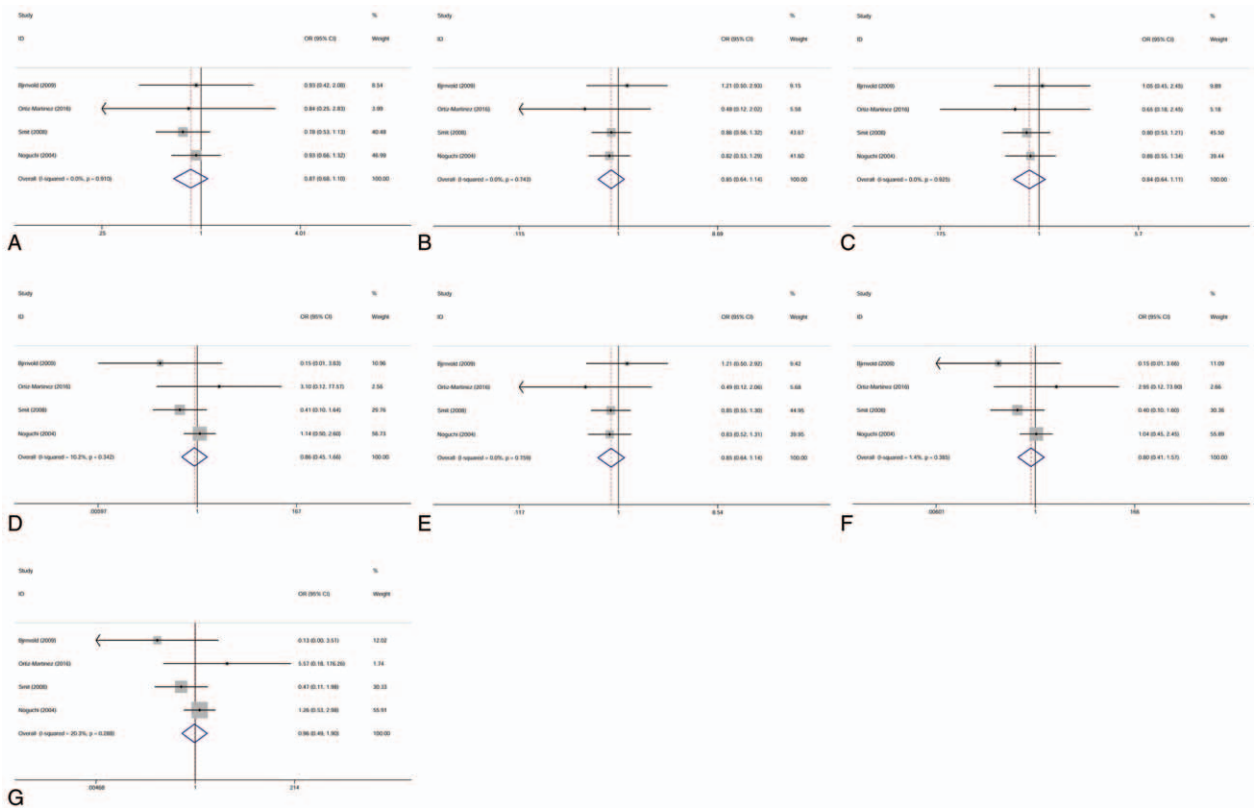 Study %
ID OR (95% CI) Weight
Bjrnvold (2009) 0.93 (0.42, 2.08) 8.54
Ortiz-Martinez (2016) 0.84 (0.25, 2.83) 3.99
Smit (2008) 0.78 (0.53, 1.13) 40.48
Noguchi (2004) 0.93 (0.66, 1.32) 46.99
Overall (I-squared = 0.0%, p = 0.910) 0.87 (0.68, 1.10) 100.00
.25 1 4.01
A
Study %
ID OR (95% CI) Weight
Bjrnvold (2009) 1.21 (0.50, 2.93) 9.15
Ortiz-Martinez (2016) 0.48 (0.12, 2.02) 5.58
Smit (2008) 0.86 (0.56, 1.32) 43.67
Noguchi (2004) 0.82 (0.53, 1.29) 41.60
Overall (I-squared = 0.0%, p = 0.743) 0.85 (0.64, 1.14) 100.00
.115 1 8.69
B
Study %
ID OR (95% CI) Weight
Bjrnvold (2009) 1.05 (0.45, 2.45) 9.89
Ortiz-Martinez (2016) 5.18
Smit (2008) 0.80 (0.53, 1.21) 45.50
Noguchi (2004) 0.86 (0.55, 1.34) 39.44
Overall (I-squared = 0.0%, p = 0.925) 0.84 (0.64, 1.11) 100.00
.175 1 5.7
C
Study %
ID OR (95% CI) Weight
Bjrnvold (2009) 0.15 (0.01, 3.63) 10.96
Ortiz-Martinez (2016) 3.10 (0.12, 77.57) 2.56
Smit (2008) 0.41 (0.10, 1.64) 29.76
Noguchi (2004) 1.14 (0.50, 2.60) 56.73
Overall (I-squared = 10.2%, p = 0.342) 0.86 (0.45, 1.66) 100.00
.00597 1 167
D
Study %
ID OR (95% CI) Weight
Bjrnvold (2009) 1.21 (0.50, 2.92) 9.42
Ortiz-Martinez (2016) 0.49 (0.12, 2.06) 5.68
Smit (2008) 0.85 (0.55, 1.30) 44.95
Noguchi (2004) 0.83 (0.52, 1.31) 39.95
Overall (I-squared = 0.0%, p = 0.759) 0.85 (0.64, 1.14) 100.00
.117 1 8.54
E
Study %
ID OR (95% CI) Weight
Bjrnvold (2009) 0.15 (0.01, 3.66) 11.09
Ortiz-Martinez (2016) 2.95 (0.12, 73.90) 2.66
Smit (2008) 0.40 (0.10, 1.60) 30.36
Noguchi (2004) 1.04 (0.45, 2.45) 55.89
Overall (I-squared = 1.4%, p = 0.385) 0.80 (0.41, 1.57) 100.00
.00601 1 166
F
Study %
ID OR (95% CI) Weight
Bjrnvold (2009) 0.13 (0.00, 3.51) 12.02
Ortiz-Martinez (2016) 5.57 (0.18, 176.26) 1.74
Smit (2008) 0.47 (0.11, 1.98) 30.33
Noguchi (2004) 1.26 (0.53, 2.98) 55.91
Overall (I-squared = 20.3%, p = 0.288) 0.96 (0.49, 1.90) 100.00
.00468 1 214
G